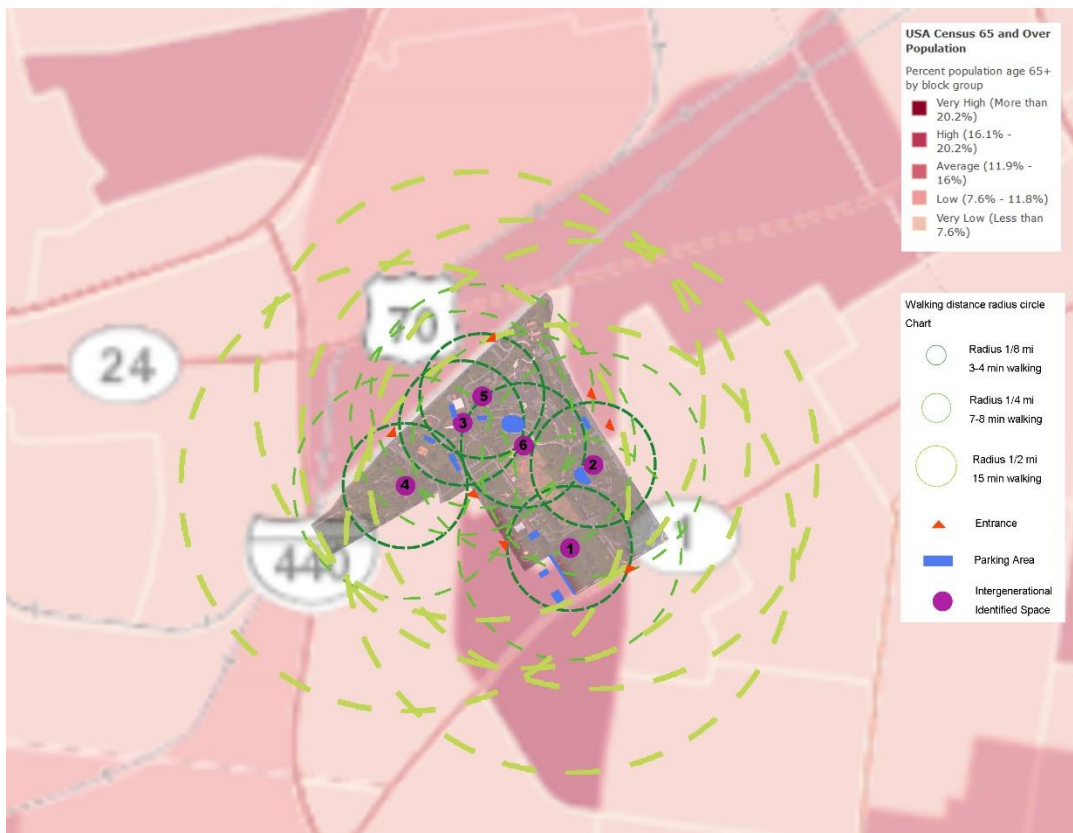 USA Census 65 and Over
Population
Percent population age 65+
by block group
Very High (More than
20.2%)
High (16.1% -
20.2%)
Average (11.9% -
16%)
Low (7.6% - 11.8%)
Very Low (Less than
7.6%)
Walking distance radius circle
Chart
Radius 1/8 mi
3-4 min walking
Radius 1/4 mi
7-8 min walking
Radius 1/2 mi
15 min walking
Entrance
Parking Area
Intergenerational
Identified Space
70
24
5
3
6
4
2
1
440
1